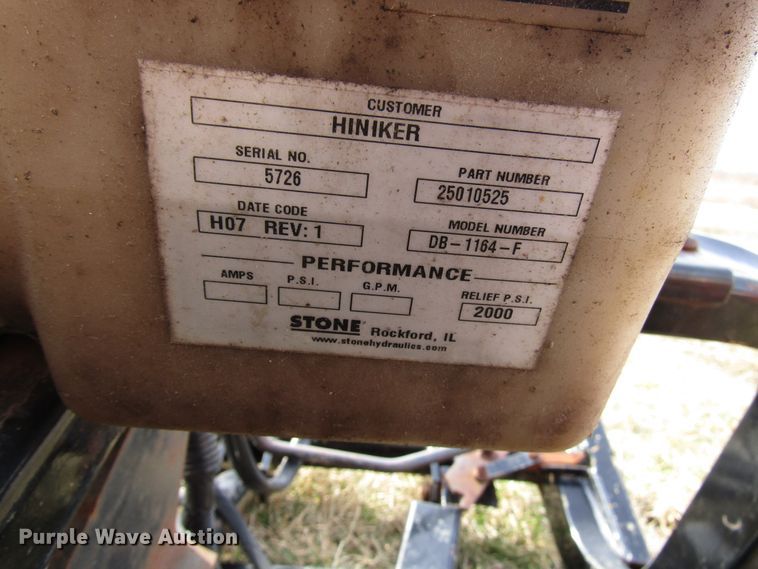 CUSTOMER
HINIKER
SERIAL NO.
5726
PART NUMBER
25010525
DATE CODE
H07 REV: 1
MODEL NUMBER
DB-1164-F
PERFORMANCE
AMPS
P.S.I.
G.P.M.
RELIEF P.S.I.
2000
STONE Rockford, IL
www.stonehydraulics.com
Purple Wave Auction